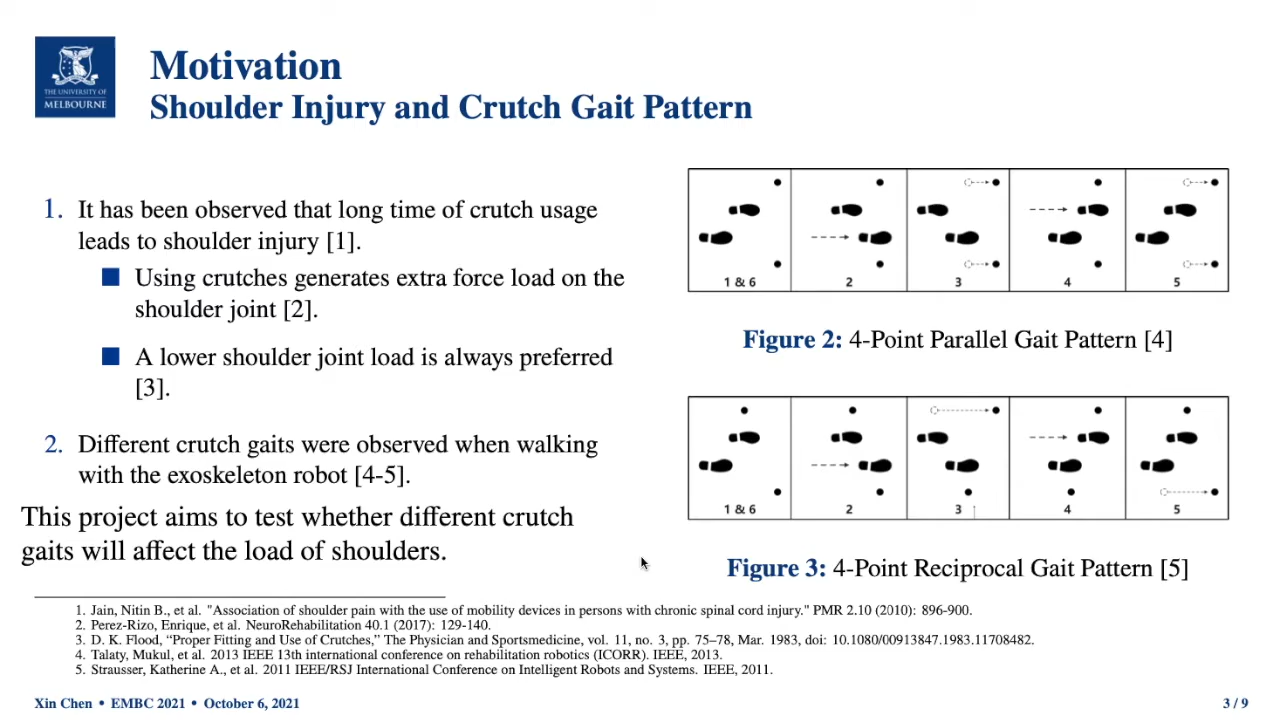 THE UNIVERSITY OF
MELBOURNE
Motivation
Shoulder Injury and Crutch Gait Pattern
1. It has been observed that long time of crutch usage
leads to shoulder injury [1].
Using crutches generates extra force load on the
shoulder joint [2].
A lower shoulder joint load is always preferred
[3].
2. Different crutch gaits were observed when walking
with the exoskeleton robot [4-5].
This project aims to test whether different crutch
gaits will affect the load of shoulders.
1 & 6 2 3 4 5
Figure 2: 4-Point Parallel Gait Pattern [4]
1 & 6 2 3 4 5
Figure 3: 4-Point Reciprocal Gait Pattern [5]
1. Jain, Nitin B., et al. "Association of shoulder pain with the use of mobility devices in persons with chronic spinal cord injury." PMR 2.10 (2010): 896-900.
2. Perez-Rizo, Enrique, et al. NeuroRehabilitation 40.1 (2017): 129-140.
3. D. K. Flood, “Proper Fitting and Use of Crutches,” The Physician and Sportsmedicine, vol. 11, no. 3, pp. 75–78, Mar. 1983, doi: 10.1080/00913847.1983.11708482.
4. Talaty, Mukul, et al. 2013 IEEE 13th international conference on rehabilitation robotics (ICORR). IEEE, 2013.
5. Strausser, Katherine A., et al. 2011 IEEE/RSJ International Conference on Intelligent Robots and Systems. IEEE, 2011.
Xin Chen • EMBC 2021 • October 6, 2021
3 / 9